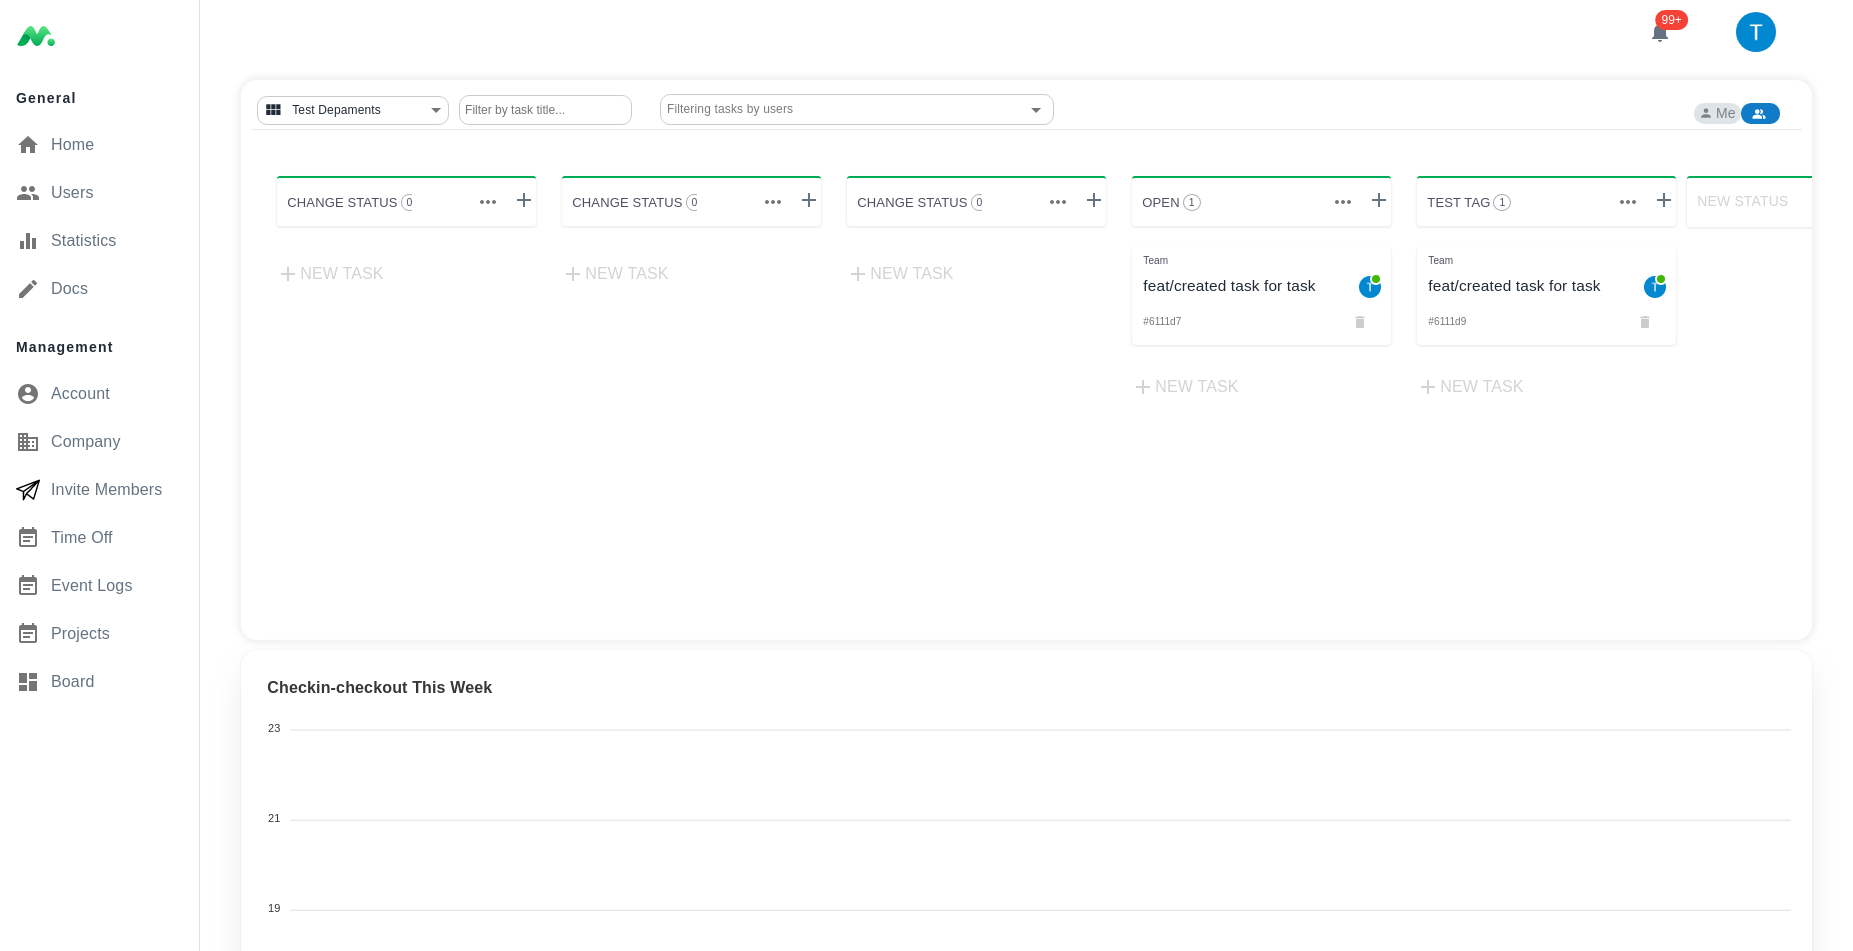 99+
T
General
Home
Users
Statistics
Docs
Management
Account
Company
Invite Members
Time Off
Event Logs
Projects
Board
Test Depaments
Filter by task title...
Filtering tasks by users
Me
CHANGE STATUS 0
NEW TASK
CHANGE STATUS 0
NEW TASK
CHANGE STATUS 0
NEW TASK
OPEN 1
Team
feat/created task for task
T
#6111d7
NEW TASK
TEST TAG 1
Team
feat/created task for task
T
#6111d9
NEW TASK
NEW STATUS
Checkin-checkout This Week
23
21
19